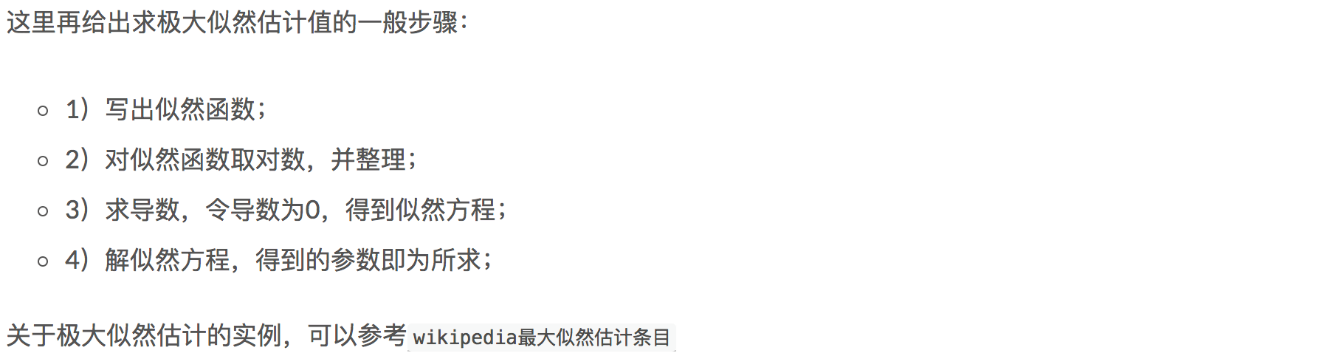 这里再给出求极大似然估计值的一般步骤：
1）写出似然函数；
2）对似然函数取对数，并整理；
3）求导数，令导数为0，得到似然方程；
4）解似然方程，得到的参数即为所求；
关于极大似然估计的实例，可以参考wikipedia最大似然估计条目